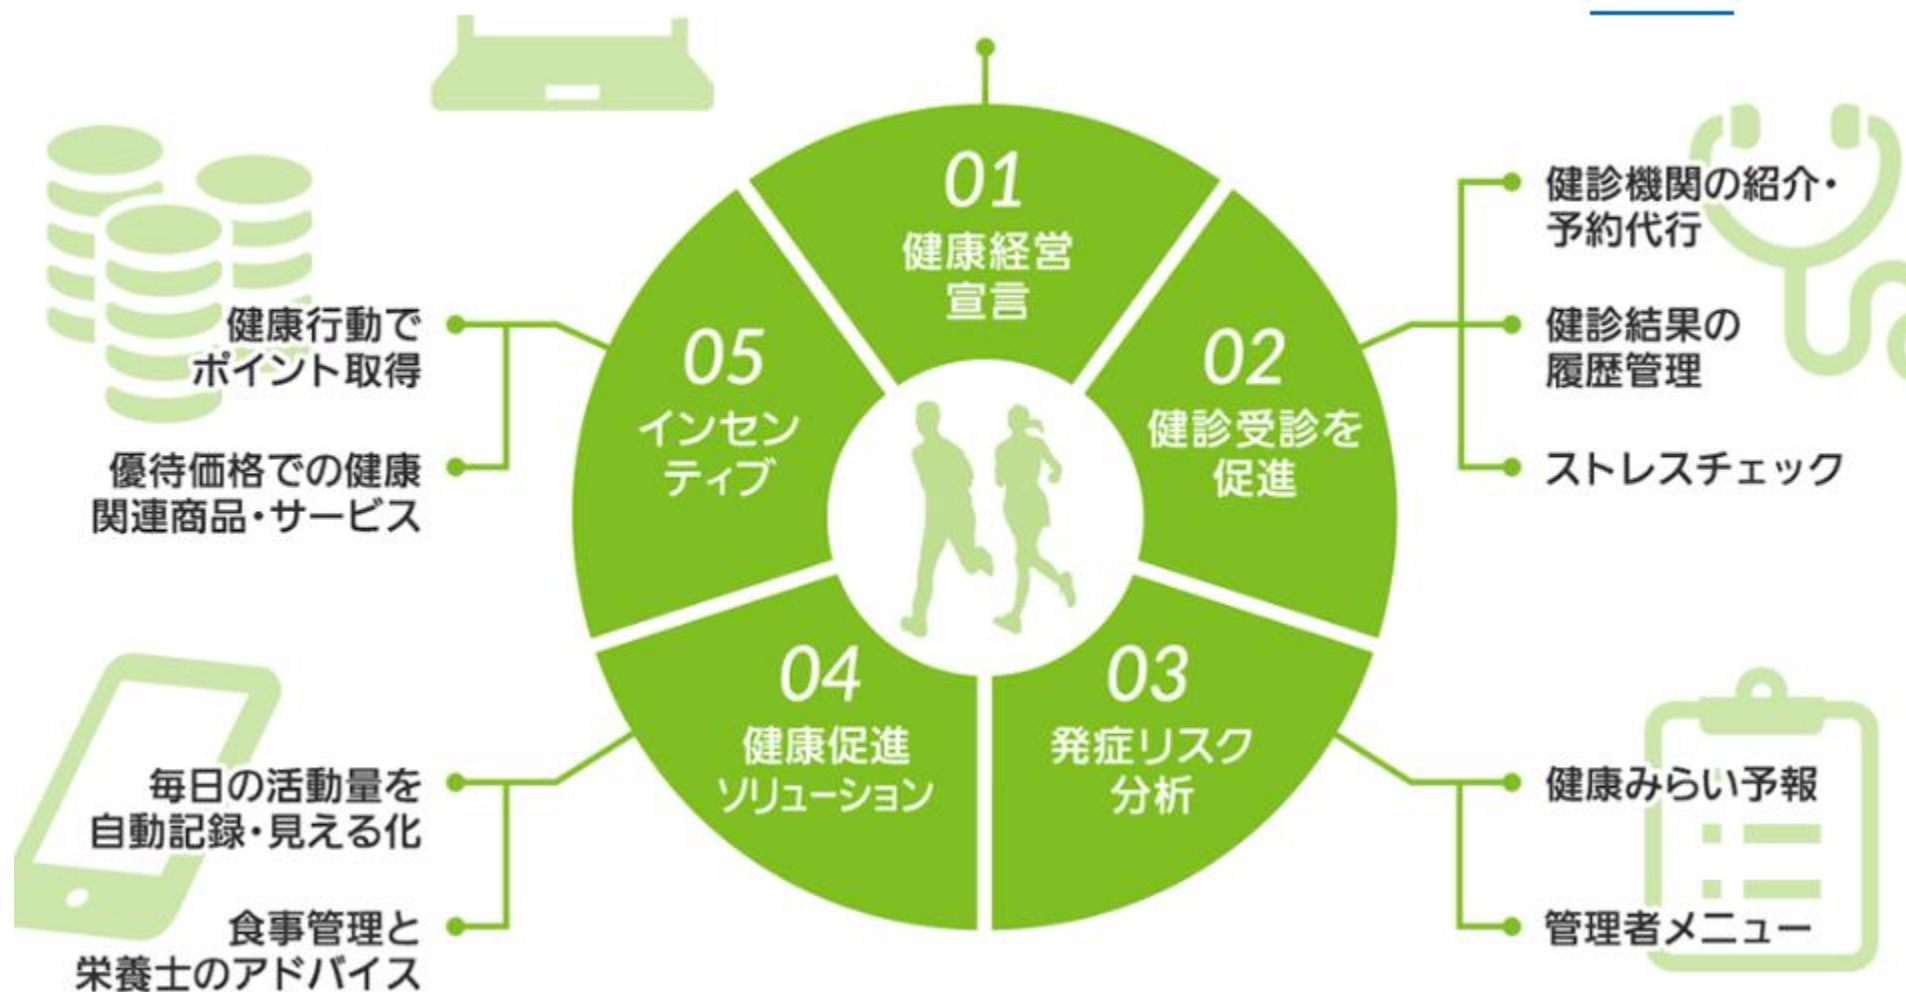 01
健康経営
宣言
02
健診受診を
促進
健診機関の紹介・
予約代行
健診結果の
履歴管理
ストレスチェック
03
発症リスク
分析
健康みらい予報
管理者メニュー
04
健康促進
ソリューション
毎日の活動量を
自動記録・見える化
食事管理と
栄養士のアドバイス
05
インセン
ティブ
健康行動で
ポイント取得
優待価格での健康
関連商品・サービス